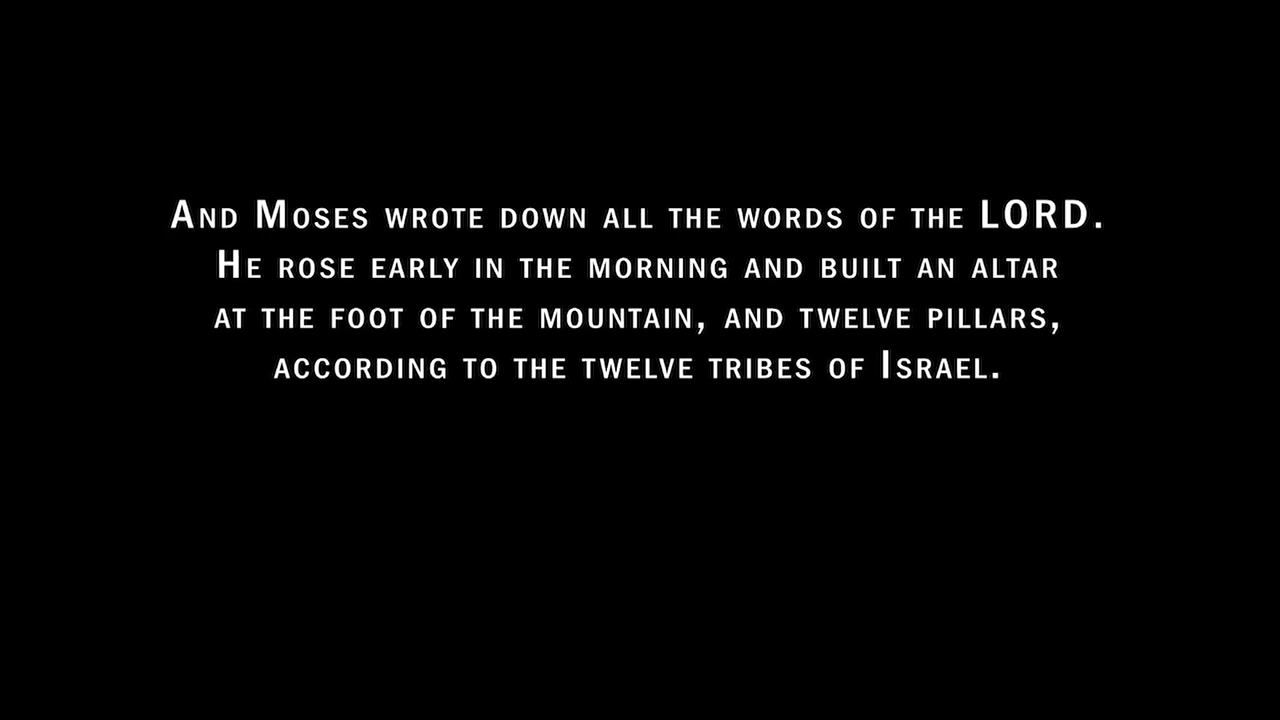 And Moses wrote down all the words of the LORD.
He rose early in the morning and built an altar
at the foot of the mountain, and twelve pillars,
according to the twelve tribes of Israel.